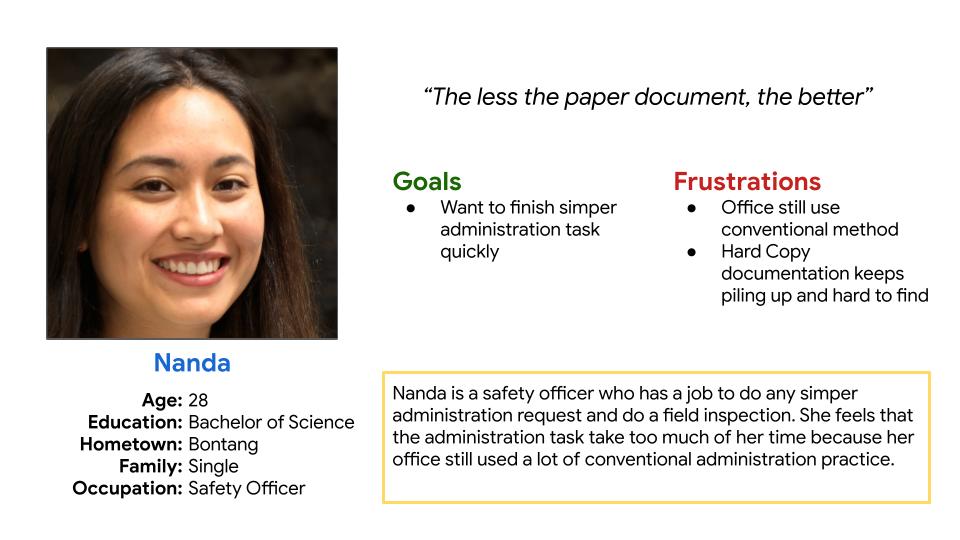 “The less the paper document, the better”
Goals
● Want to finish simper
administration task
quickly
Frustrations
● Office still use
conventional method
● Hard Copy
documentation keeps
piling up and hard to find
Nanda
Age: 28
Education: Bachelor of Science
Hometown: Bontang
Family: Single
Occupation: Safety Officer
Nanda is a safety officer who has a job to do any simper
administration request and do a field inspection. She feels that
the administration task take too much of her time because her
office still used a lot of conventional administration practice.